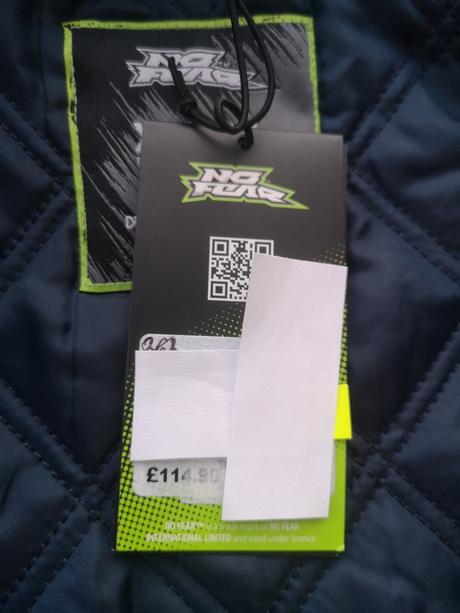 NO
FEAR
NO
FEAR
£114.99
NO FEAR™ is a trade mark of NO FEAR
INTERNATIONAL LIMITED and used under licence